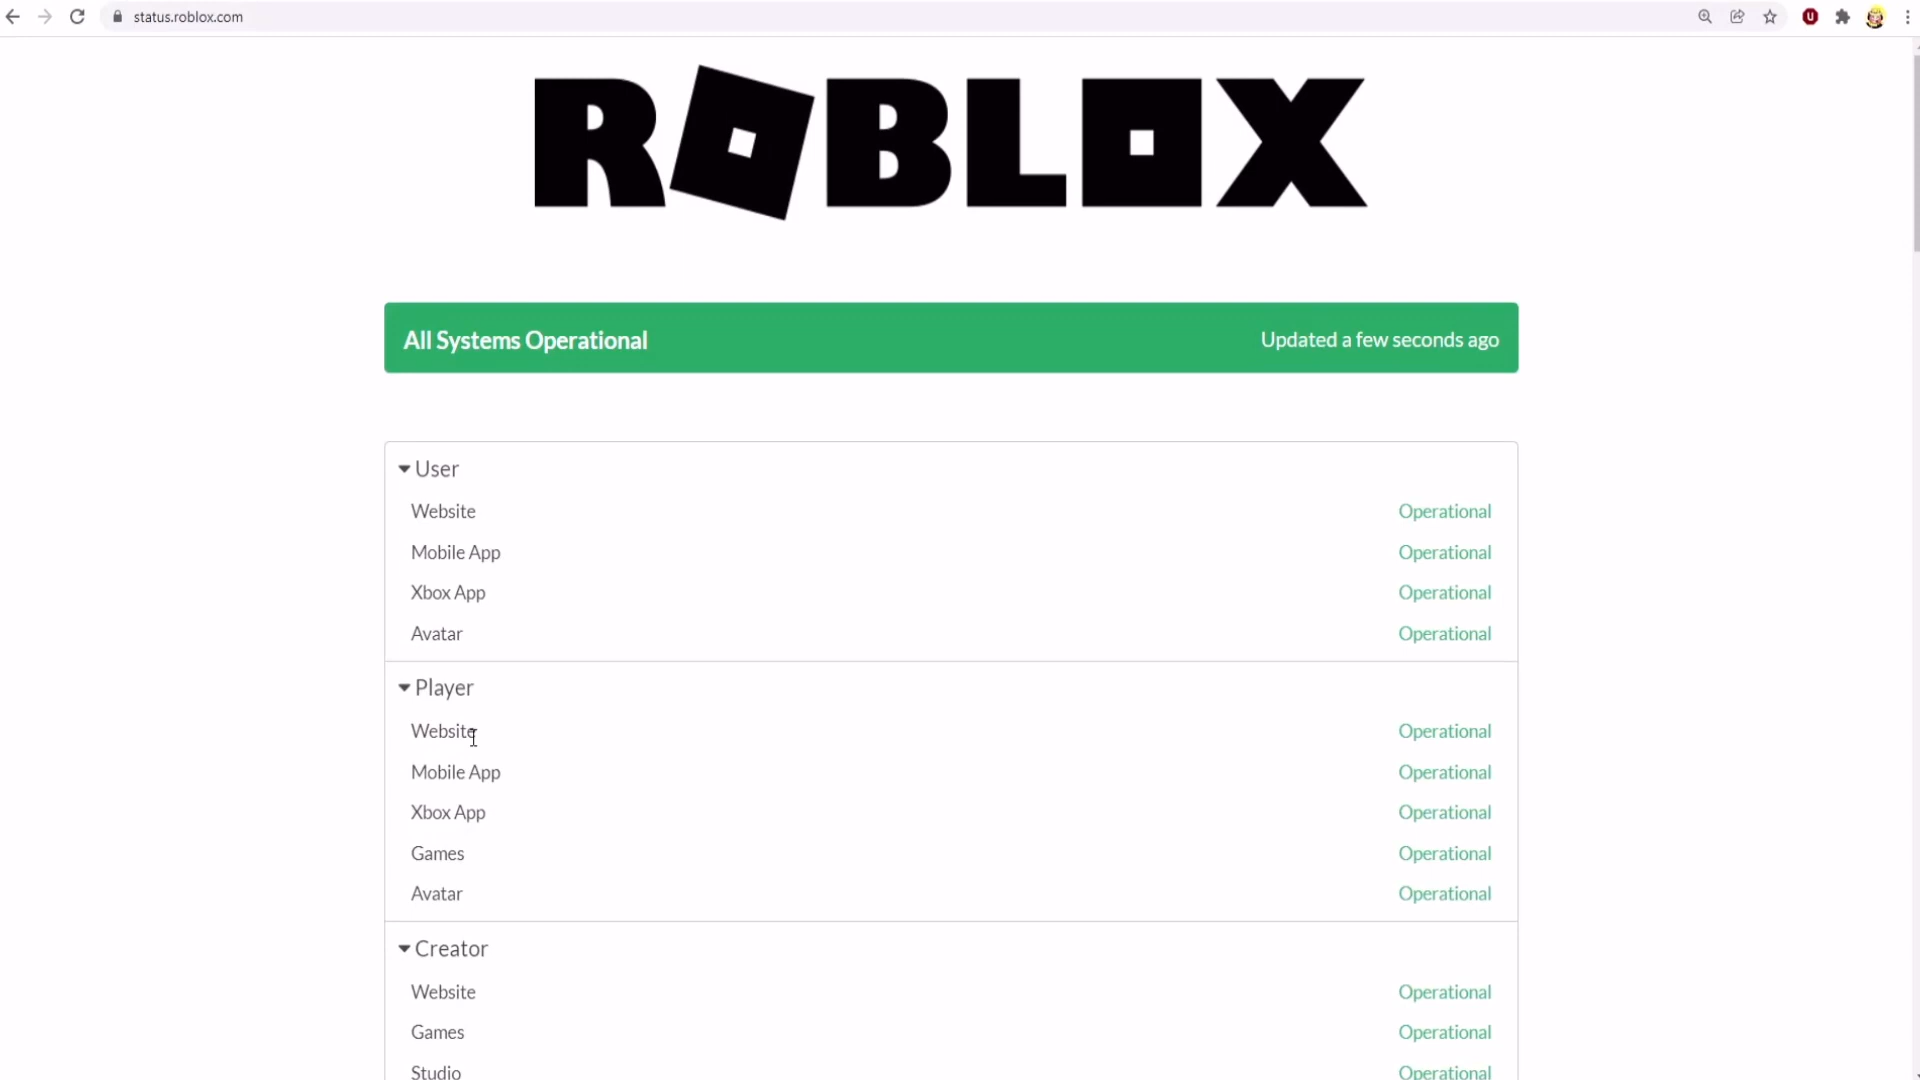 status.roblox.com
ROBLOX
All Systems Operational
Updated a few seconds ago
User
Website Operational
Mobile App Operational
Xbox App Operational
Avatar Operational
Player
Website Operational
Mobile App Operational
Xbox App Operational
Games Operational
Avatar Operational
Creator
Website Operational
Games Operational
Studio Operational